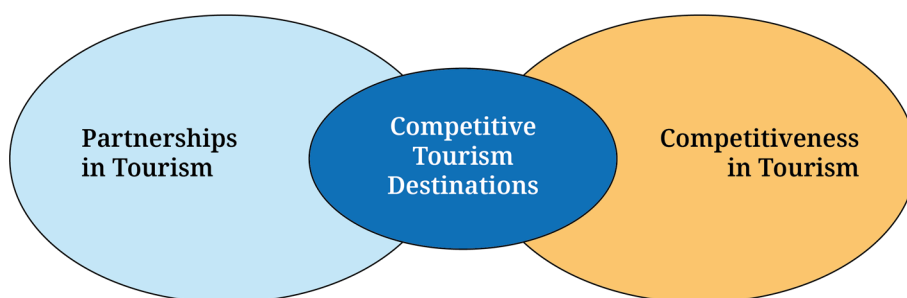 Partnerships
in Tourism
Competitive
Tourism
Destinations
Competitiveness
in Tourism